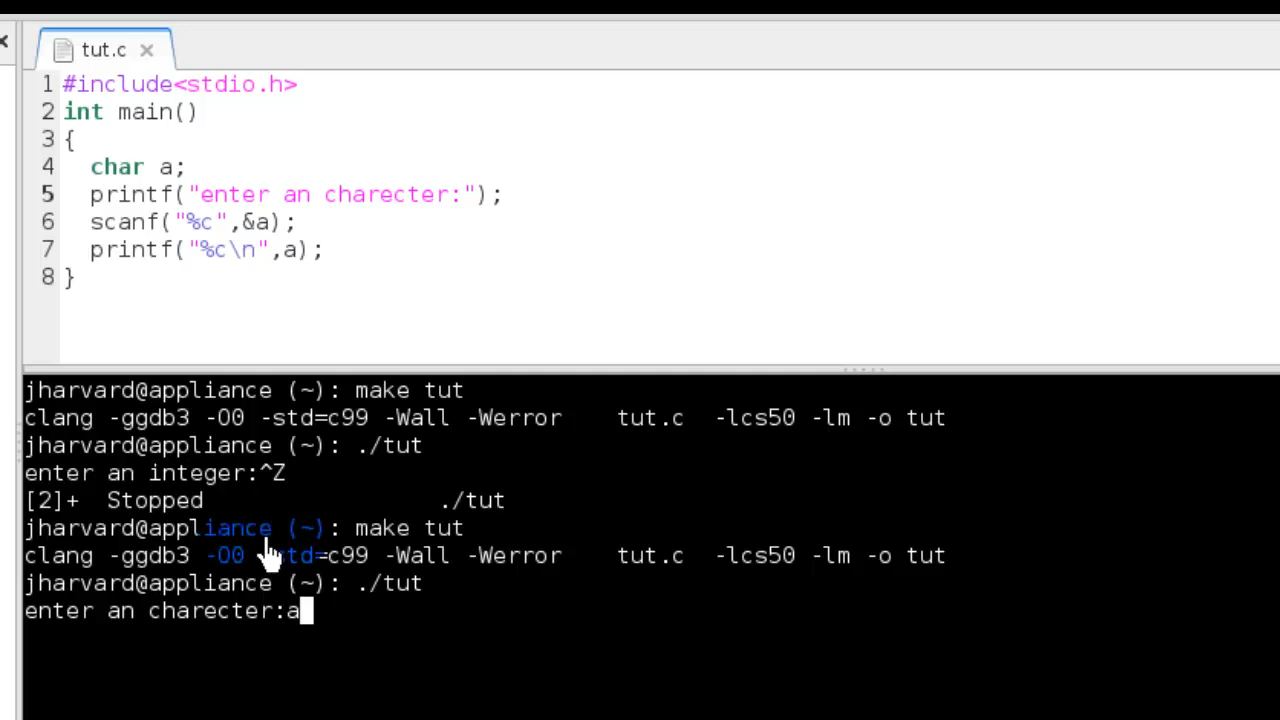 tut.c
1 #include<stdio.h>
2 int main()
3 {
4 char a;
5 printf("enter an charecter:");
6 scanf("%c",&a);
7 printf("%c\n",a);
8 }
jharvard@appliance (~): make tut
clang -ggdb3 -O0 -std=c99 -Wall -Werror tut.c -lcs50 -lm -o tut
jharvard@appliance (~): ./tut
enter an integer:^Z
[2]+ Stopped ./tut
jharvard@appliance (~): make tut
clang -ggdb3 -O0 -std=c99 -Wall -Werror tut.c -lcs50 -lm -o tut
jharvard@appliance (~): ./tut
enter an charecter:a